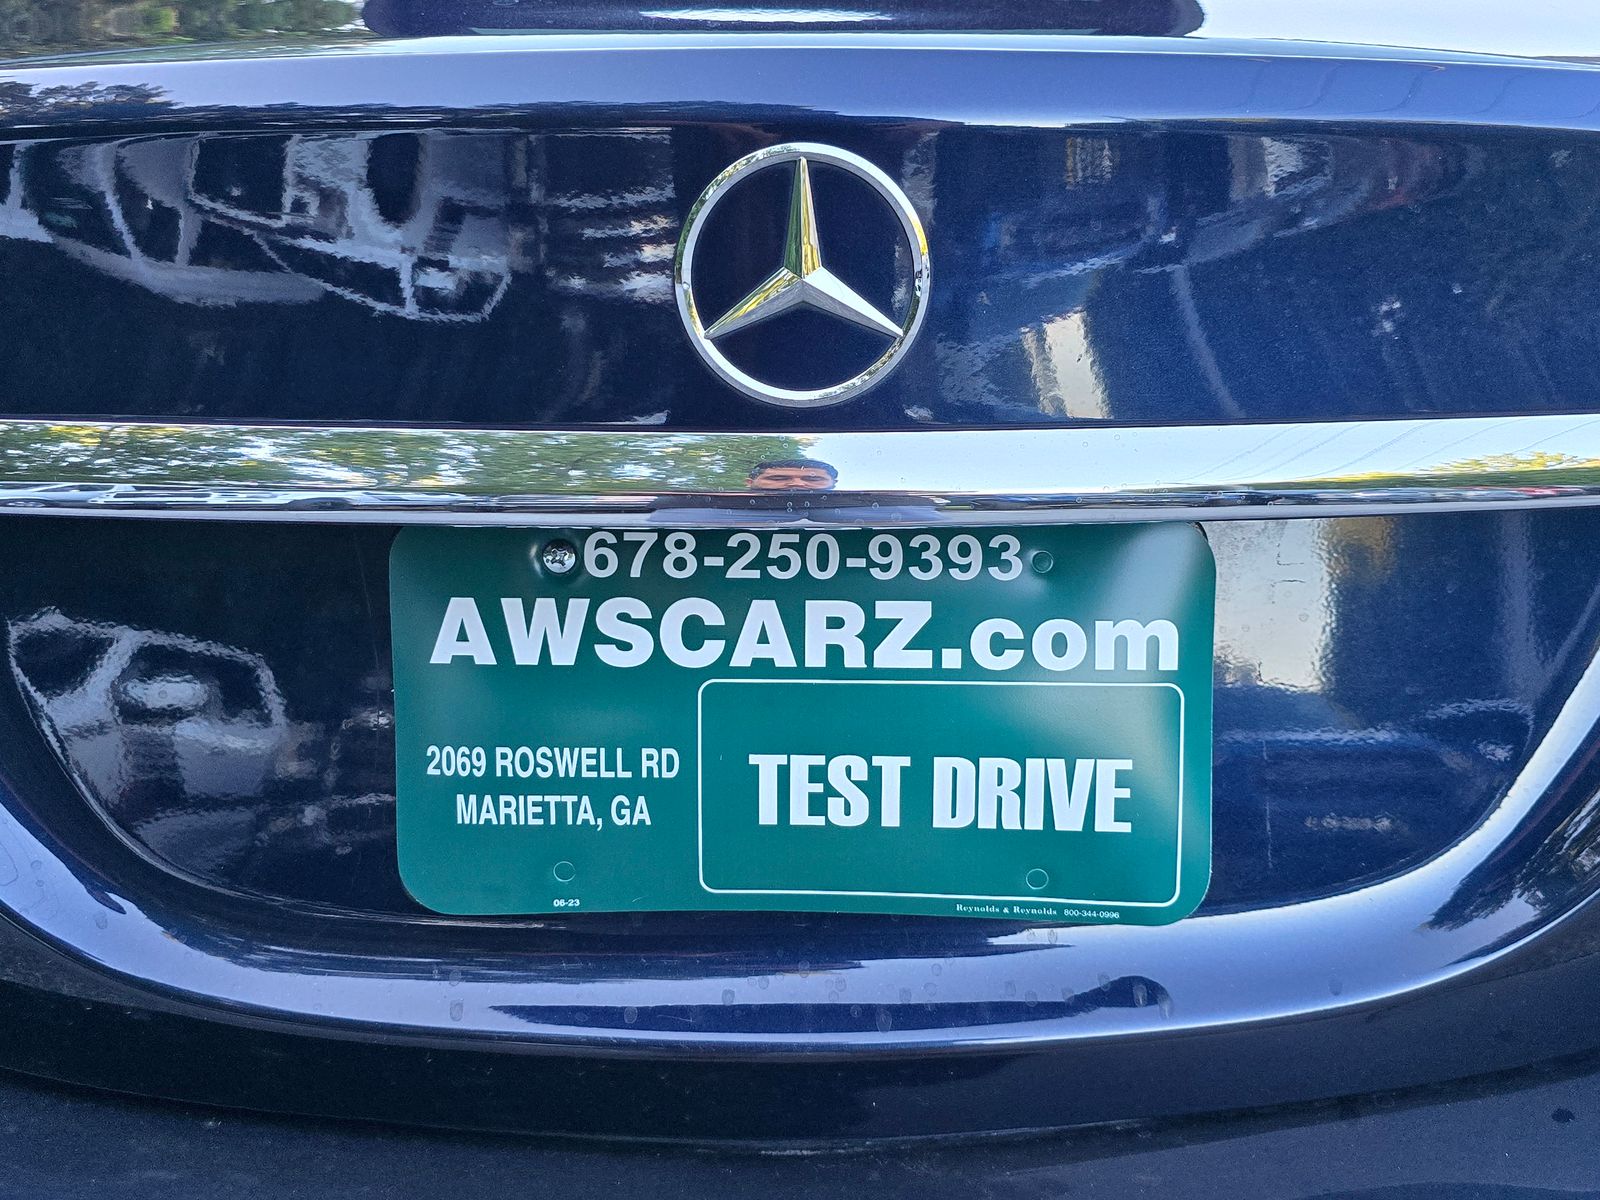 678-250-9393
AWSCARZ.com
2069 ROSWELL RD
MARIETTA, GA
TEST DRIVE
06-23
Reynolds & Reynolds 800-344-0996